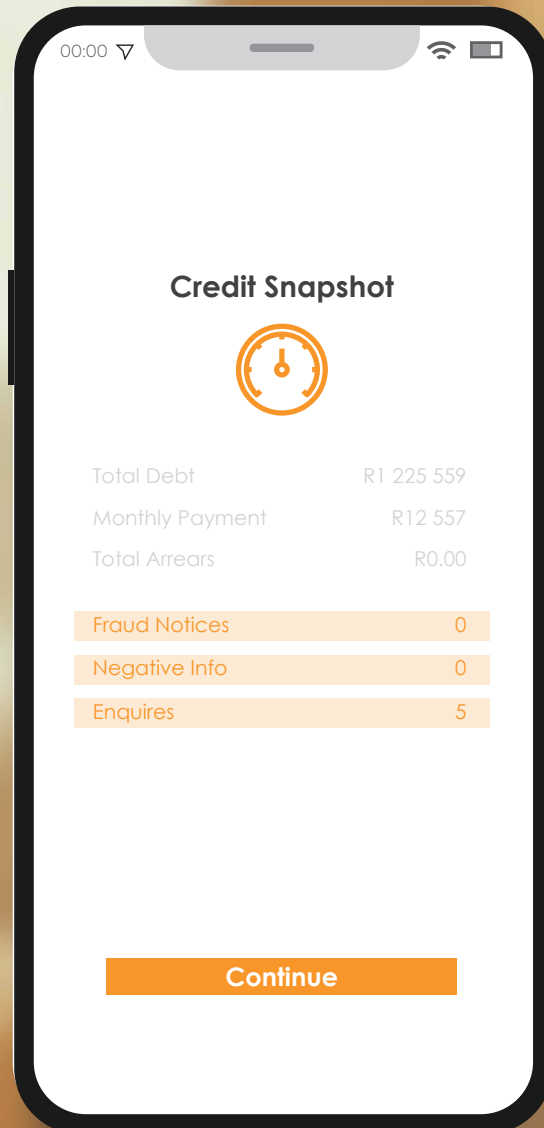 00:00
Credit Snapshot
Total Debt R1 225 559
Monthly Payment R12 557
Total Arrears R0.00
Fraud Notices 0
Negative Info 0
Enquires 5
Continue